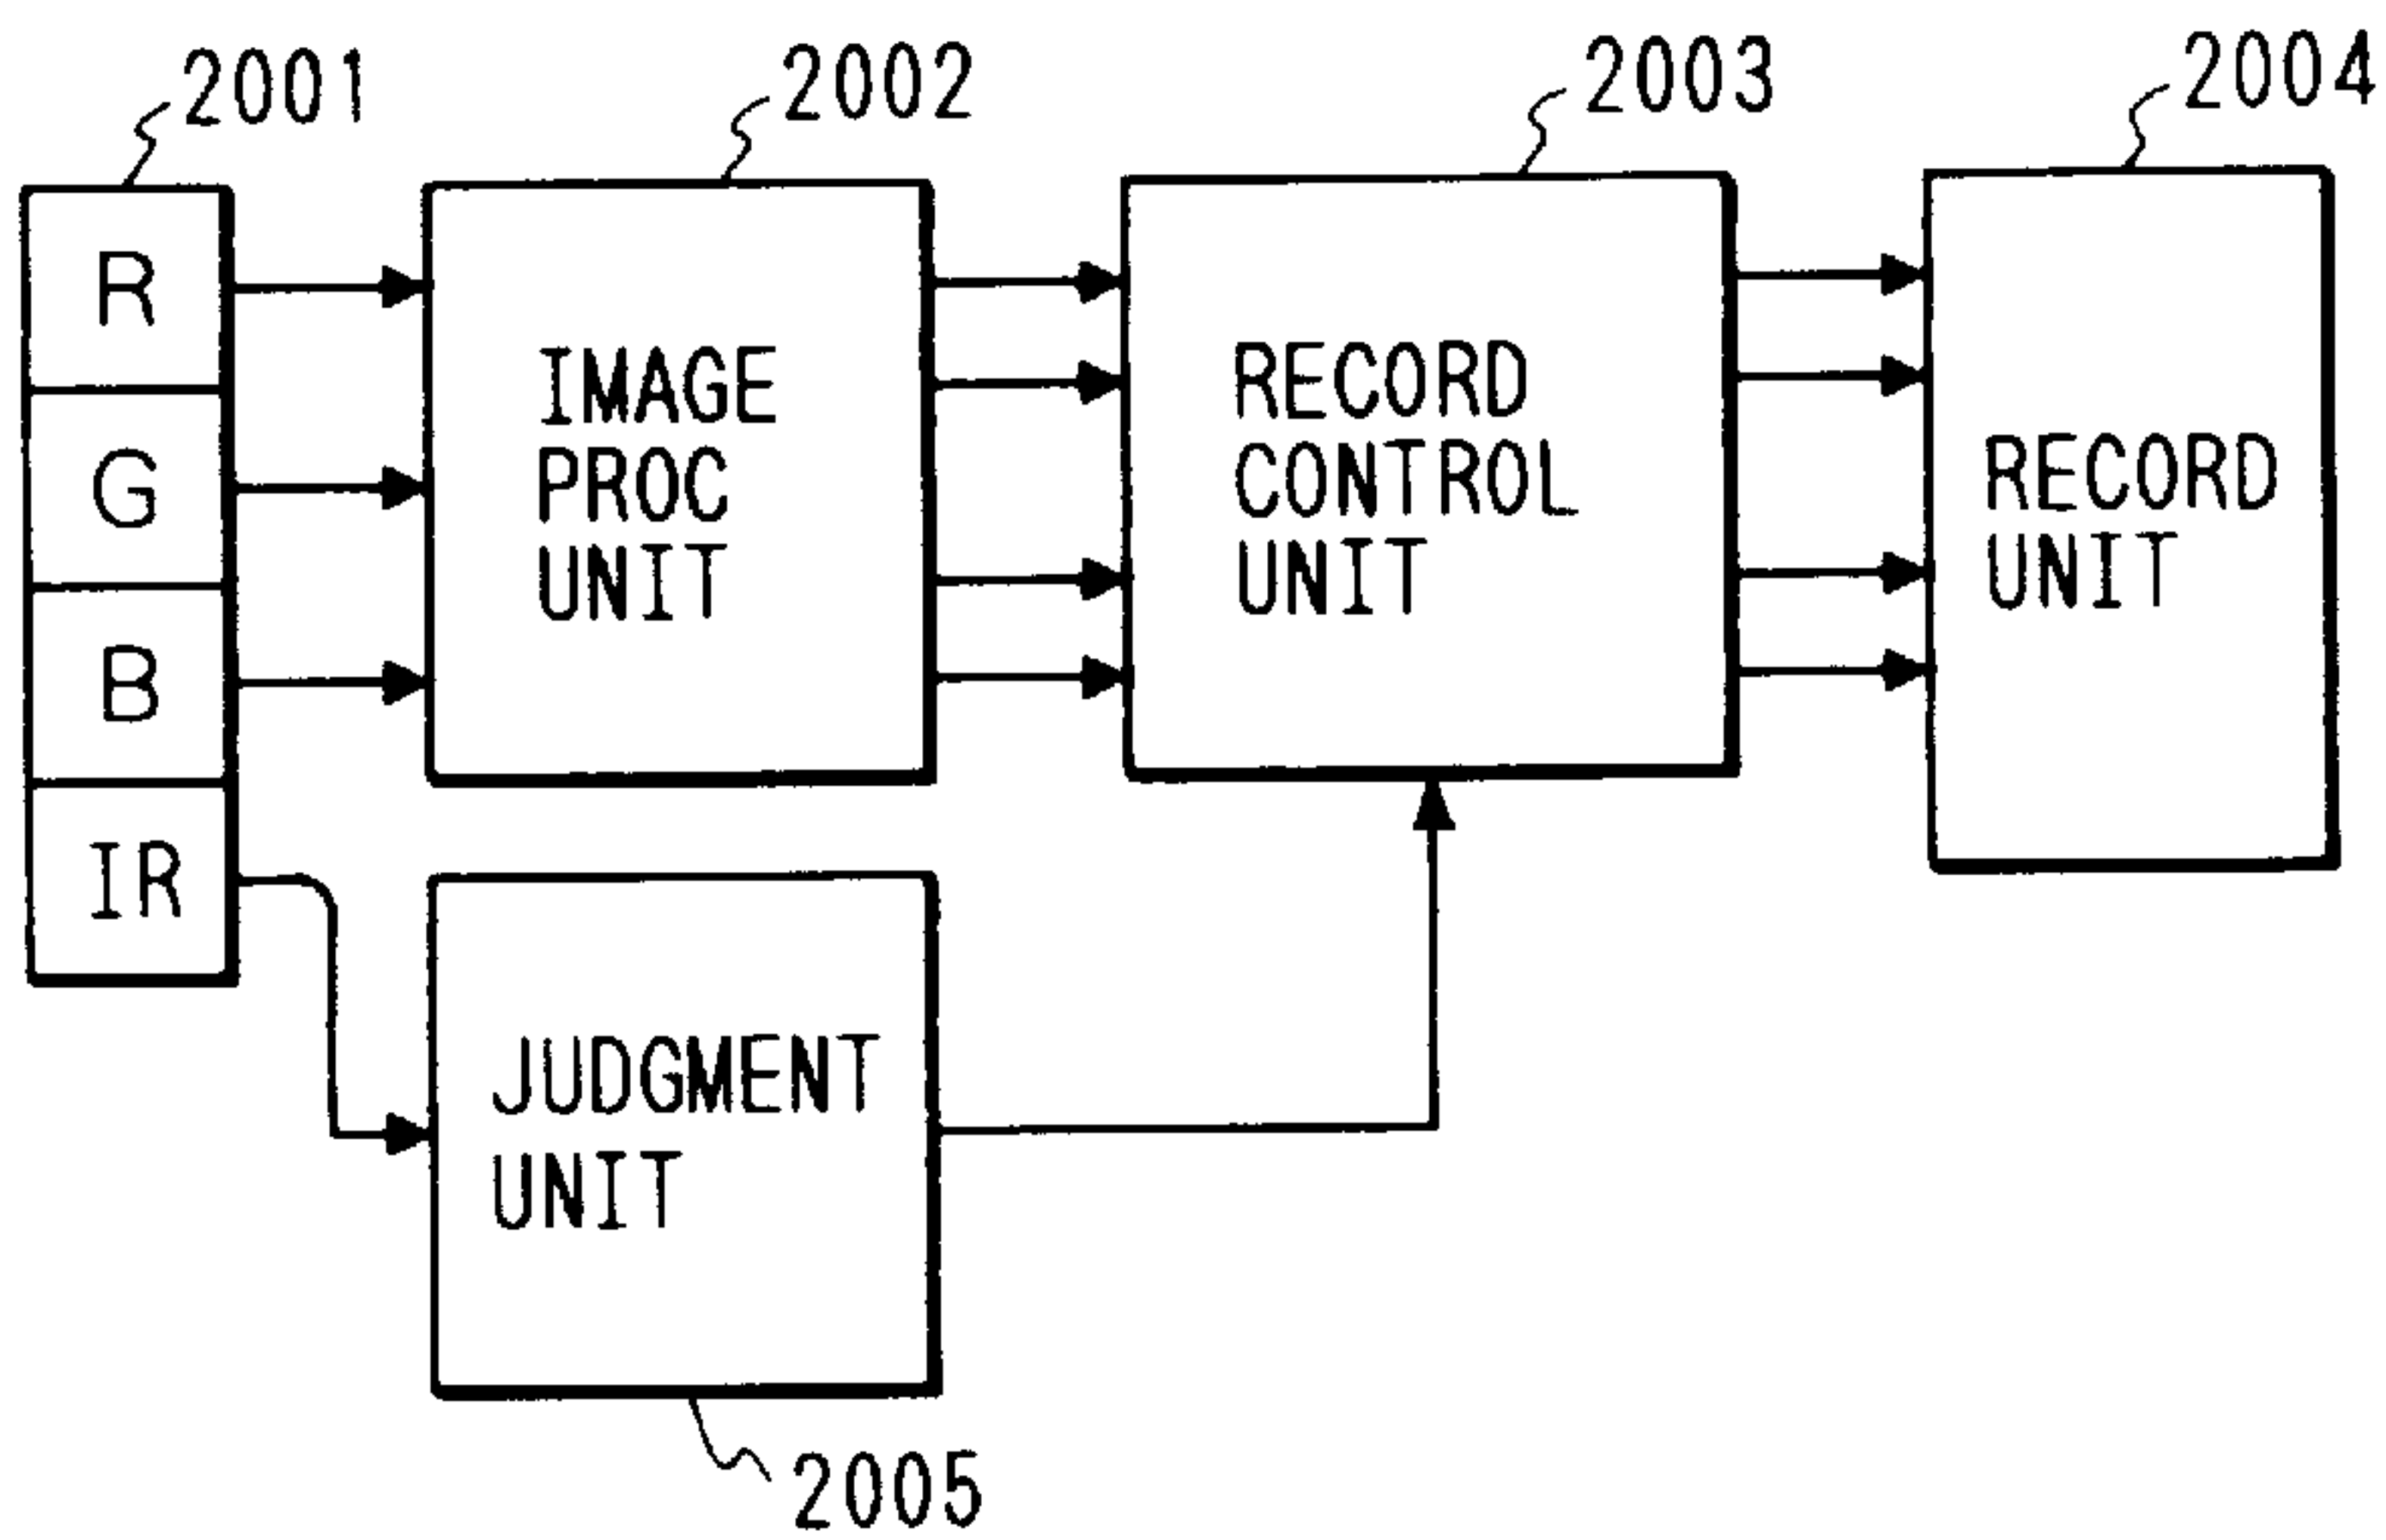 2001
2002
2003
2004
R
G
B
IR
IMAGE
PROC
UNIT
RECORD
CONTROL
UNIT
RECORD
UNIT
JUDGMENT
UNIT
2005